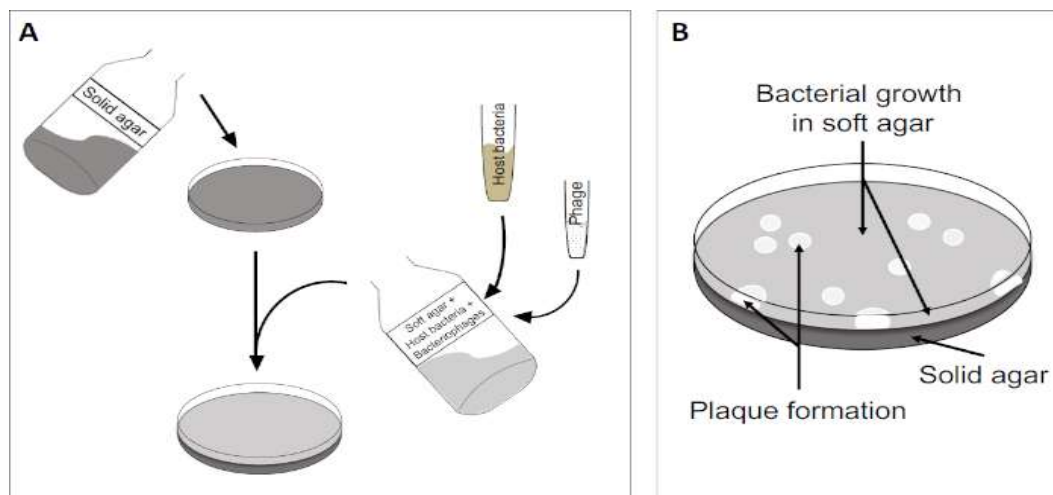 A
Solid agar
Host bacteria
Phage
Soft agar +
Host bacteria +
Bacteriophages
B
Bacterial growth
in soft agar
Solid agar
Plaque formation